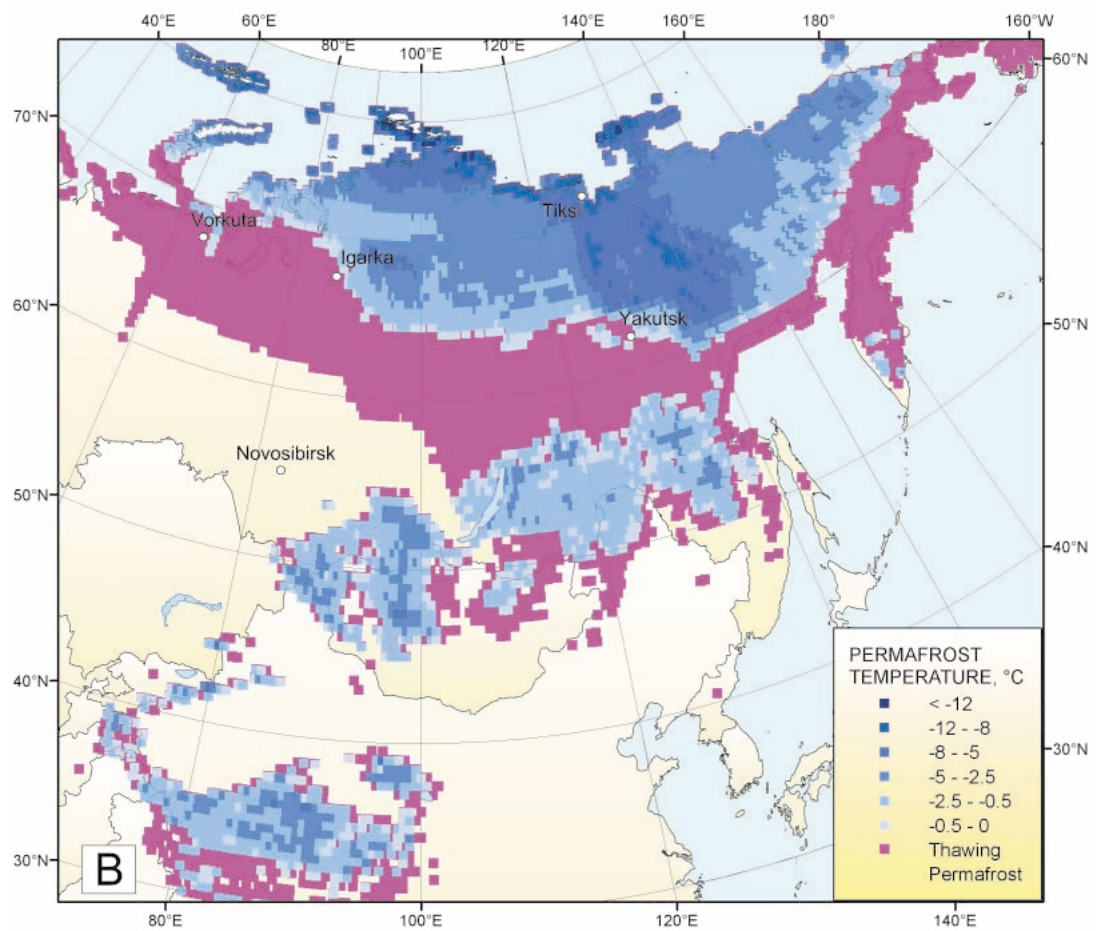 40°E 60°E 80°E 100°E 120°E 140°E 160°E 180° 160°W
60°N
70°N
Vorkuta
Tiksi
Igarka
60°N
Yakutsk
50°N
Novosibirsk
50°N
40°N
PERMAFROST
TEMPERATURE, °C
< -12
-12 - -8
-8 - -5
-5 - -2.5
-2.5 - -0.5
-0.5 - 0
Thawing
Permafrost
40°N
30°N
30°N
B
80°E 100°E 120°E 140°E